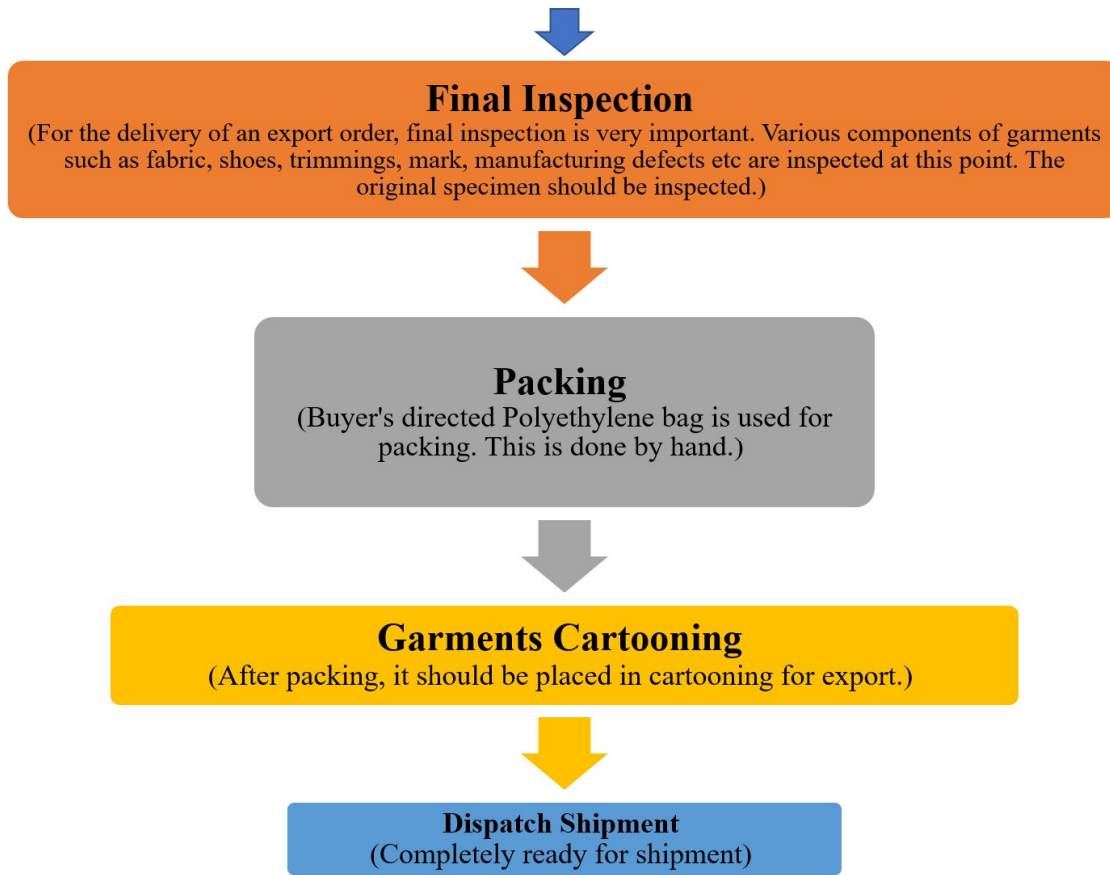 Final Inspection
(For the delivery of an export order, final inspection is very important. Various components of garments
such as fabric, shoes, trimmings, mark, manufacturing defects etc are inspected at this point. The
original specimen should be inspected.)
Packing
(Buyer's directed Polyethylene bag is used for
packing. This is done by hand.)
Garments Cartooning
(After packing, it should be placed in cartooning for export.)
Dispatch Shipment
(Completely ready for shipment)